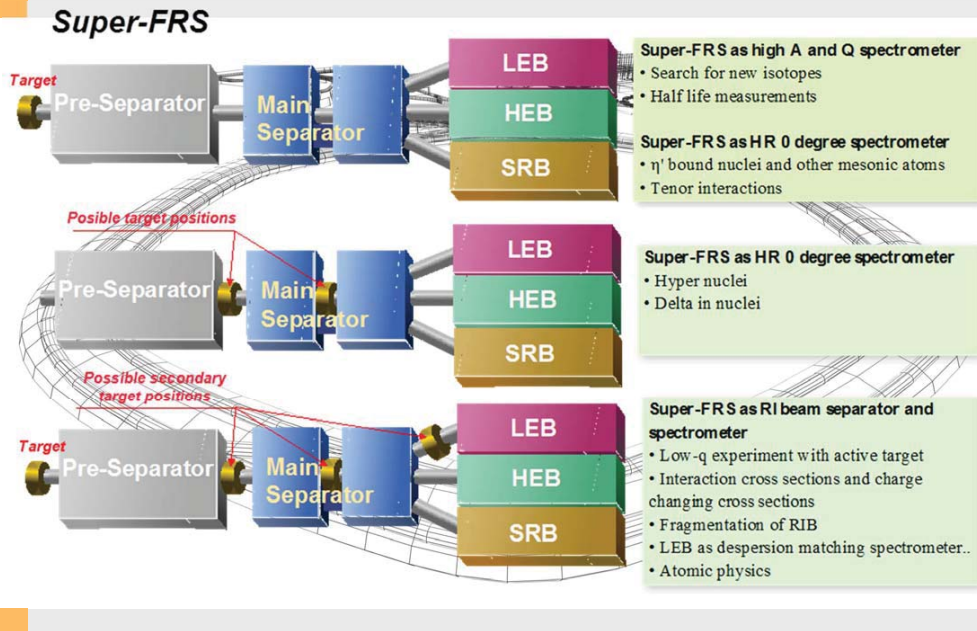 Super-FRS
Target
Pre-Separator
Main
Separator
LEB
HEB
SRB
Super-FRS as high A and Q spectrometer
• Search for new isotopes
• Half life measurements
Super-FRS as HR 0 degree spectrometer
• η' bound nuclei and other mesonic atoms
• Tenor interactions
Posible target positions
Pre-Separator
Main
Separator
LEB
HEB
SRB
Super-FRS as HR 0 degree spectrometer
• Hyper nuclei
• Delta in nuclei
Possible secondary
target positions
Target
Pre-Separator
Main
Separator
LEB
HEB
SRB
Super-FRS as RI beam separator and
spectrometer
• Low-q experiment with active target
• Interaction cross sections and charge
changing cross sections
• Fragmentation of RIB
• LEB as despersion matching spectrometer..
• Atomic physics